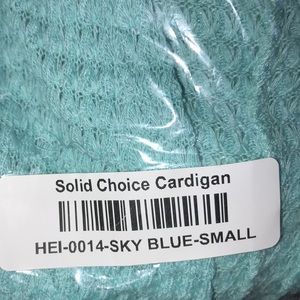 Solid Choice Cardigan
HEI-0014-SKY BLUE-SMALL